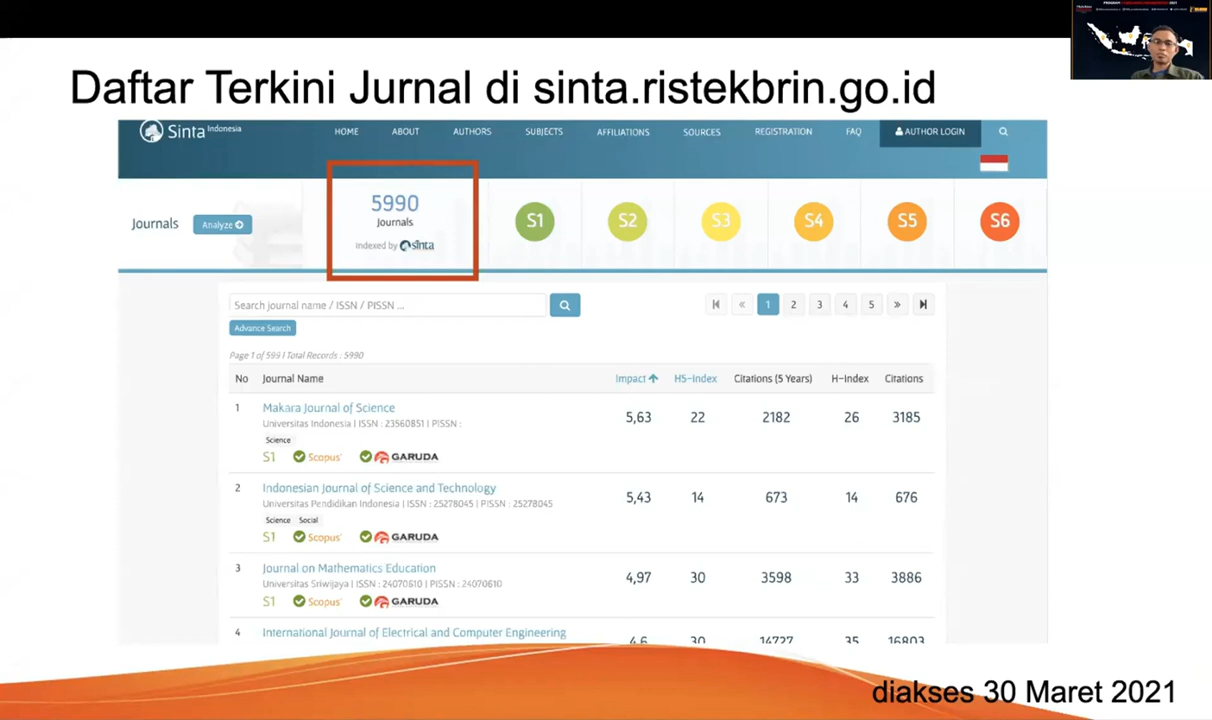 Daftar Terkini Jurnal di sinta.ristekbrin.go.id
Sinta Indonesia
HOME ABOUT AUTHORS SUBJECTS AFFILIATIONS SOURCES REGISTRATION FAQ AUTHOR LOGIN
Journals Analyze
5990
Journals
Indexed by sinta
S1 S2 S3 S4 S5 S6
Search journal name / ISSN / PISSN ...
1 2 3 4 5 »
Advance Search
Page 1 of 599 | Total Records : 5990
No Journal Name Impact H5-Index Citations (5 Years) H-Index Citations
1 Makara Journal of Science 5,63 22 2182 26 3185
Universitas Indonesia | ISSN : 23560851 | PISSN :
Science
S1 Scopus GARUDA
2 Indonesian Journal of Science and Technology 5,43 14 673 14 676
Universitas Pendidikan Indonesia | ISSN : 25278045 | PISSN : 25278045
Science Social
S1 Scopus GARUDA
3 Journal on Mathematics Education 4,97 30 3598 33 3886
Universitas Sriwijaya | ISSN : 24070610 | PISSN : 24070610
S1 Scopus GARUDA
4 International Journal of Electrical and Computer Engineering 4,6 30 14727 35 16803
diakses 30 Maret 2021